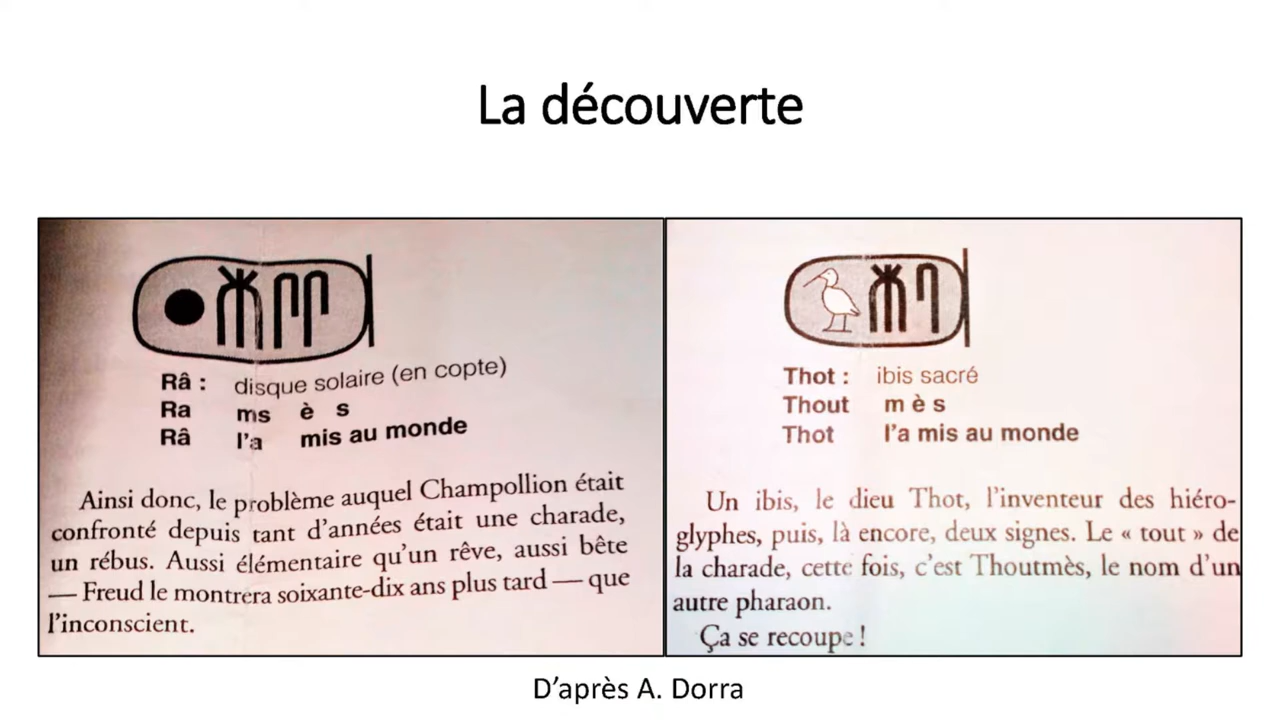 La découverte
Râ : disque solaire (en copte)
Ra ms è s
Râ l'a mis au monde
Ainsi donc, le problème auquel Champollion était
confronté depuis tant d'années était une charade,
un rébus. Aussi élémentaire qu'un rêve, aussi bête
— Freud le montrera soixante-dix ans plus tard — que
l'inconscient.
Thot : ibis sacré
Thout m è s
Thot l'a mis au monde
Un ibis, le dieu Thot, l'inventeur des hiéro-
glyphes, puis, là encore, deux signes. Le « tout » de
la charade, cette fois, c'est Thoutmès, le nom d'un
autre pharaon.
Ça se recoupe !
D'après A. Dorra